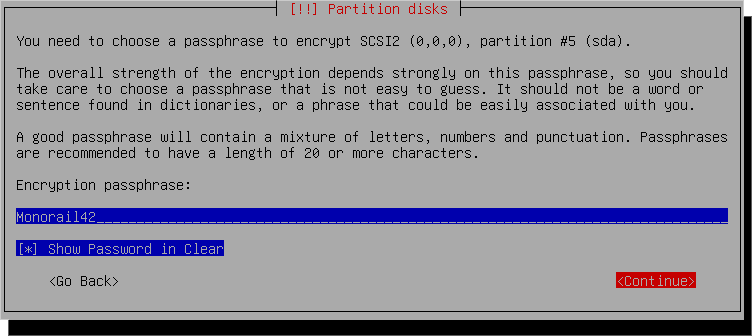 [!!] Partition disks
You need to choose a passphrase to encrypt SCSI2 (0,0,0), partition #5 (sda).
The overall strength of the encryption depends strongly on this passphrase, so you should
take care to choose a passphrase that is not easy to guess. It should not be a word or
sentence found in dictionaries, or a phrase that could be easily associated with you.
A good passphrase will contain a mixture of letters, numbers and punctuation. Passphrases
are recommended to have a length of 20 or more characters.
Encryption passphrase:
Monorail42
[*] Show Password in Clear
<Go Back> <Continue>